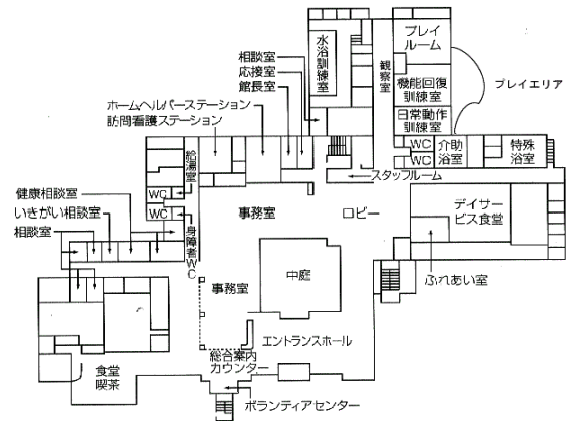 水浴訓練室
観察室
プレイ
ルーム
機能回復
訓練室
日常動作
訓練室
プレイエリア
相談室
応接室
館長室
ホームヘルパーステーション
訪問看護ステーション
給湯室
WC
WC
介助
浴室
特殊
浴室
スタッフルーム
健康相談室
いきがい相談室
相談室
WC
WC
身障者WC
事務室
ロビー
デイサー
ビス食堂
ふれあい室
事務室
中庭
エントランスホール
総合案内
カウンター
食堂
喫茶
ボランティアセンター